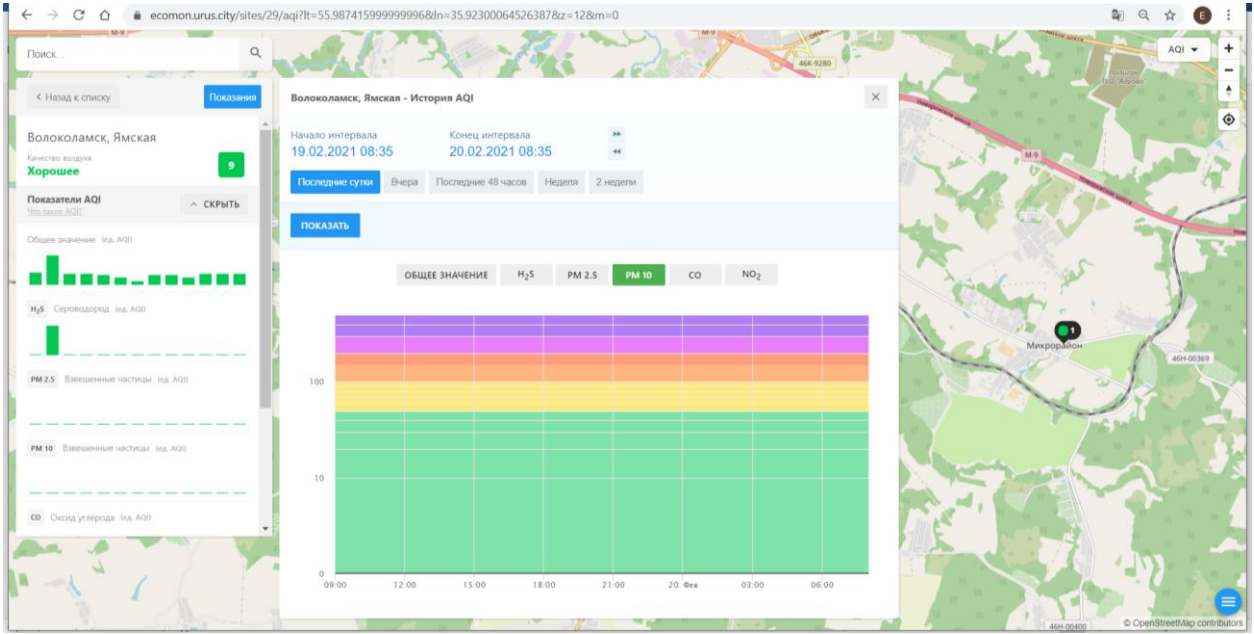 ecomon.urus.city/sites/29/aqi?lt=55.987415999999996&ln=35.92300064526387&z=12&m=0
E
Поиск...
AQI
+
−
Назад к списку
Показания
Волоколамск, Ямская
Качество воздуха
Хорошее
9
Показатели AQI
Что такое AQI?
СКРЫТЬ
Общее значение (ед. AQI)
H₂S Сероводород (ед. AQI)
PM 2.5 Взвешенные частицы (ед. AQI)
PM 10 Взвешенные частицы (ед. AQI)
CO Оксид углерода (ед. AQI)
Волоколамск, Ямская - История AQI
Начало интервала
Конец интервала
19.02.2021 08:35
20.02.2021 08:35
Последние сутки Вчера Последние 48 часов Неделя 2 недели
ПОКАЗАТЬ
ОБЩЕЕ ЗНАЧЕНИЕ H₂S PM 2.5 PM 10 CO NO₂
100
10
0
09:00 12:00 15:00 18:00 21:00 20. Фев 03:00 06:00
М-9
М-9
46К-9280
М-9
1
Микрорайон
46Н-00369
46Н-00400
© OpenStreetMap contributors